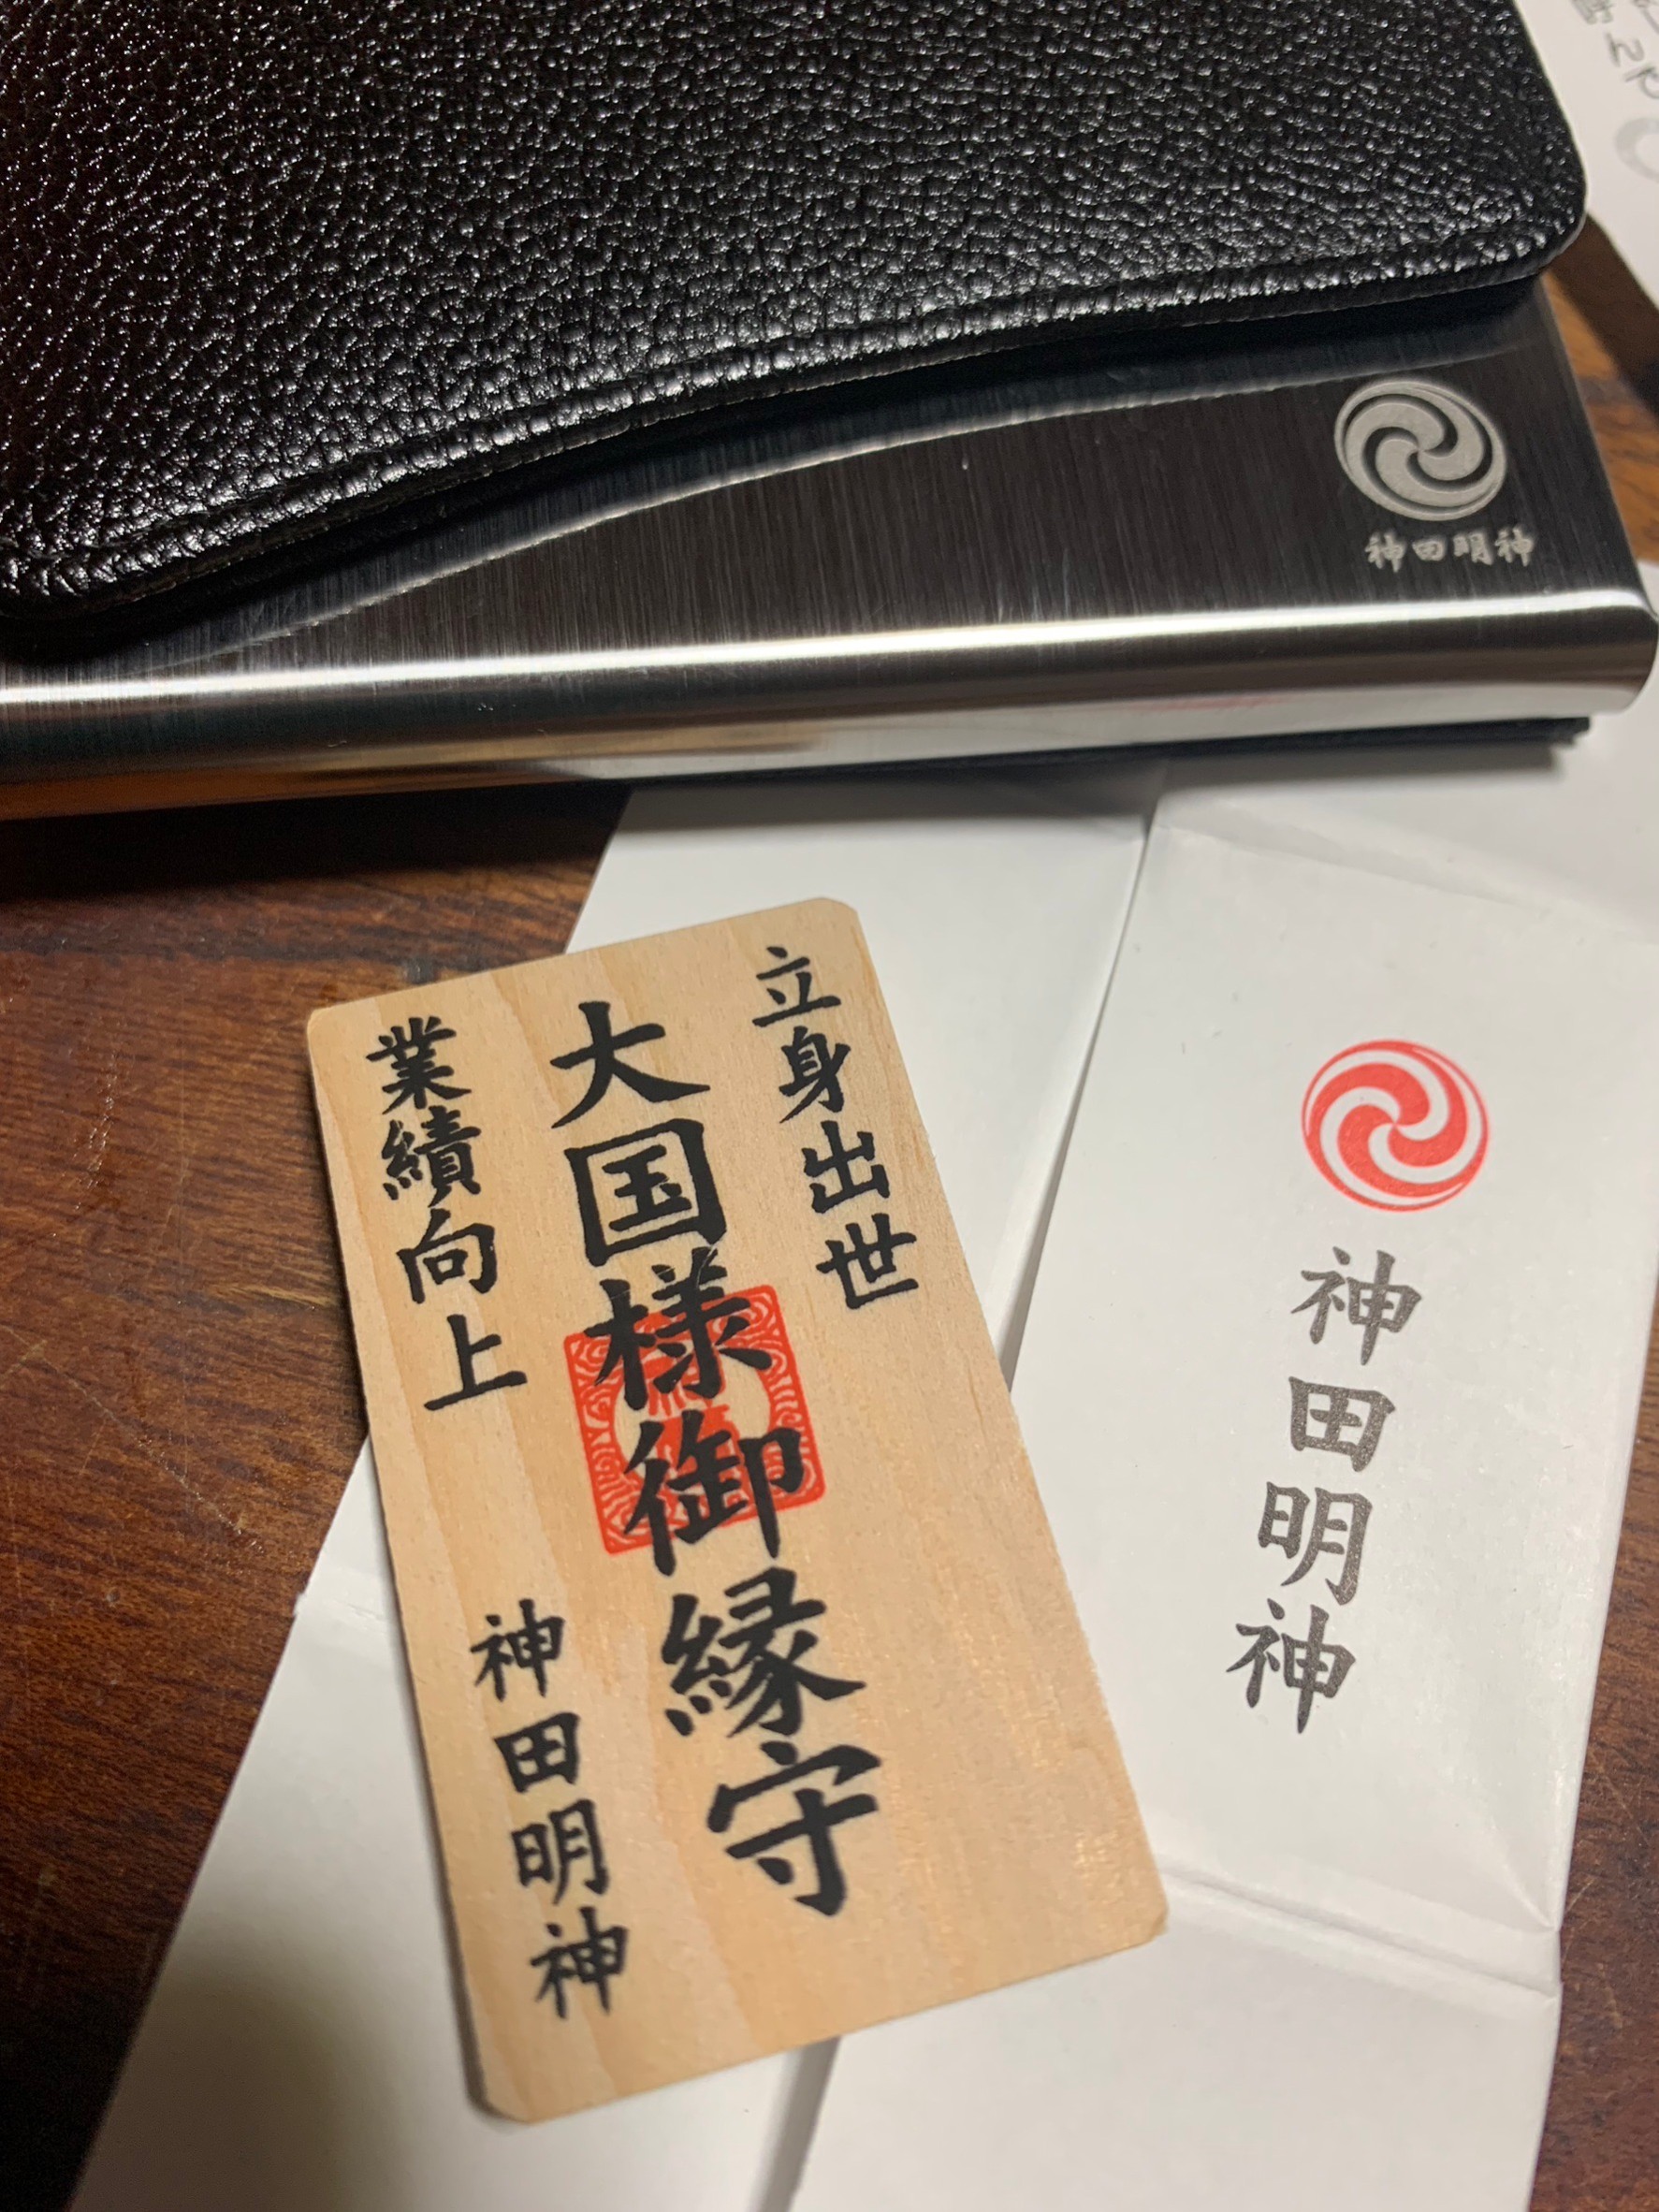 神田明神
立身出世
大国様御縁守
業績向上
神田明神
神田明神